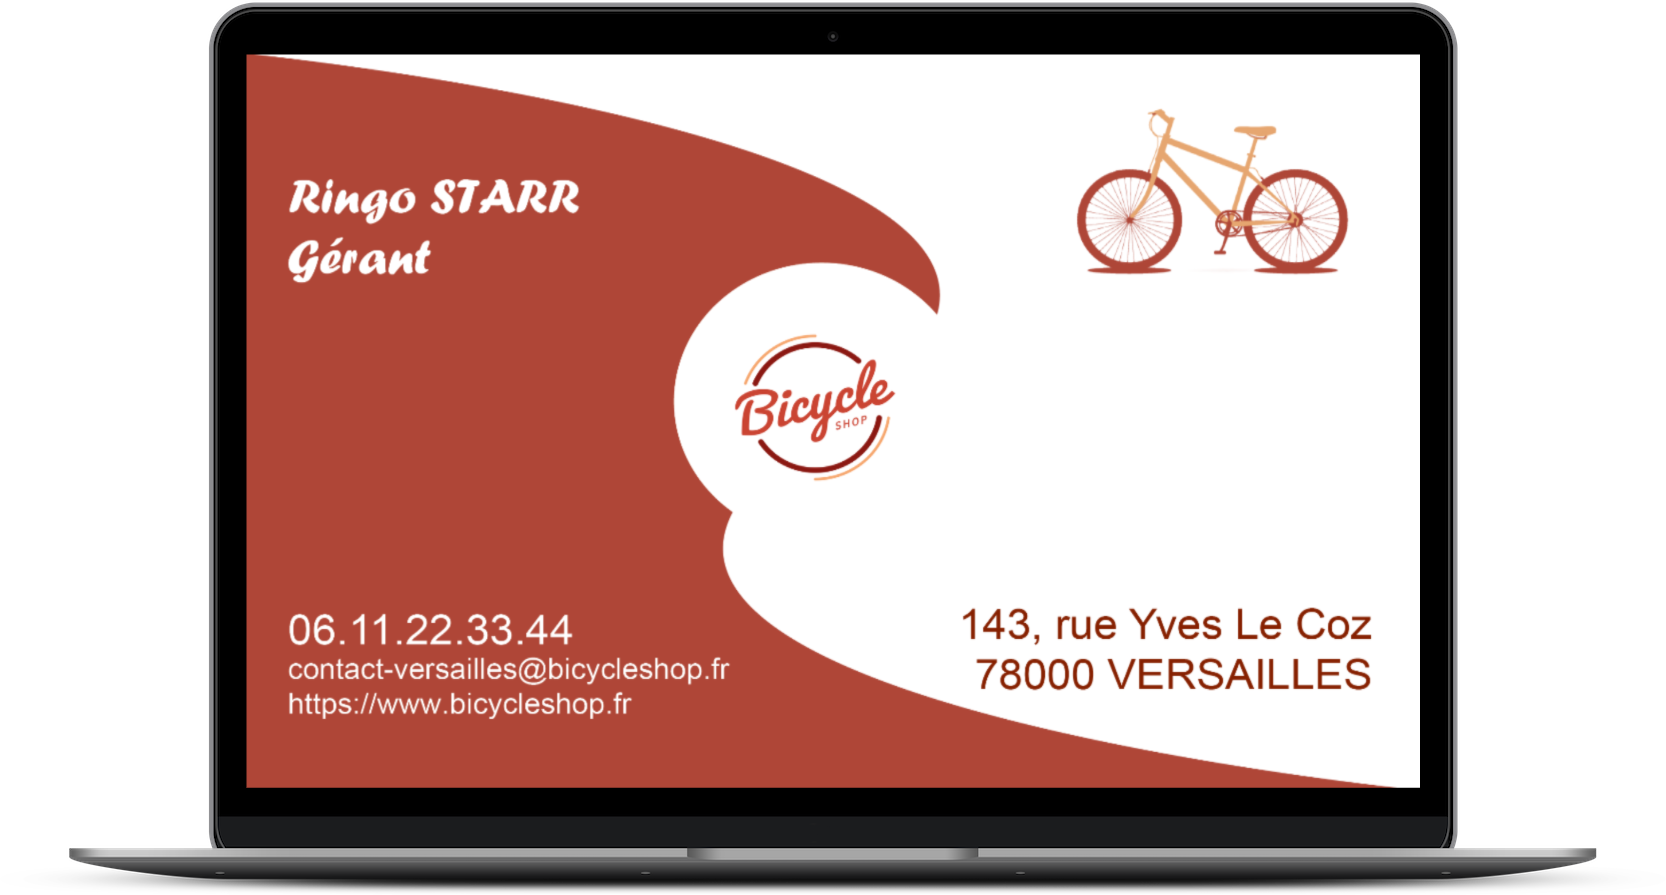 Ringo STARR
Gérant
Bicycle
SHOP
06.11.22.33.44
contact-versailles@bicycleshop.fr
https://www.bicycleshop.fr
143, rue Yves Le Coz
78000 VERSAILLES